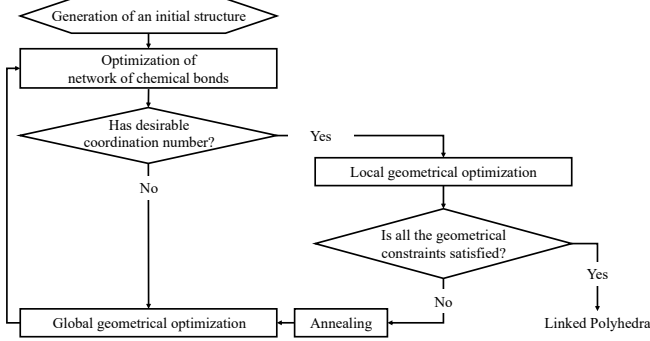 Generation of an initial structure
Optimization of
network of chemical bonds
Has desirable
coordination number?
Yes
Local geometrical optimization
No
Is all the geometrical
constraints satisfied?
Yes
No
Global geometrical optimization
Annealing
Linked Polyhedra